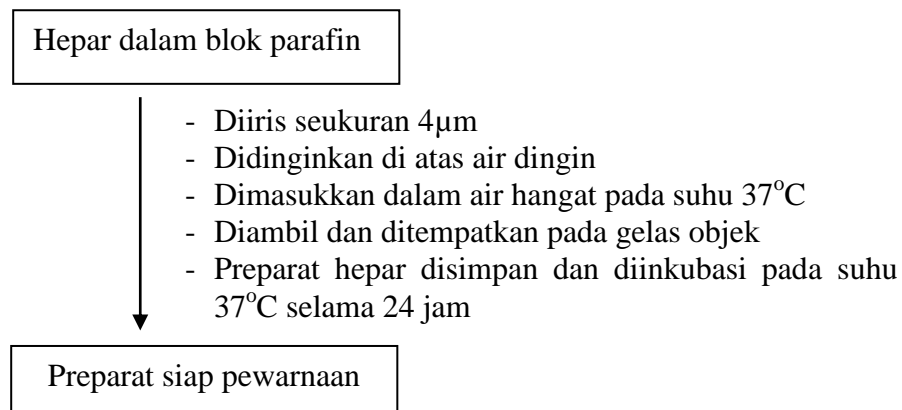 Hepar dalam blok parafin
- Diiris seukuran 4µm
- Didinginkan di atas air dingin
- Dimasukkan dalam air hangat pada suhu 37°C
- Diambil dan ditempatkan pada gelas objek
- Preparat hepar disimpan dan diinkubasi pada suhu
37°C selama 24 jam
Preparat siap pewarnaan